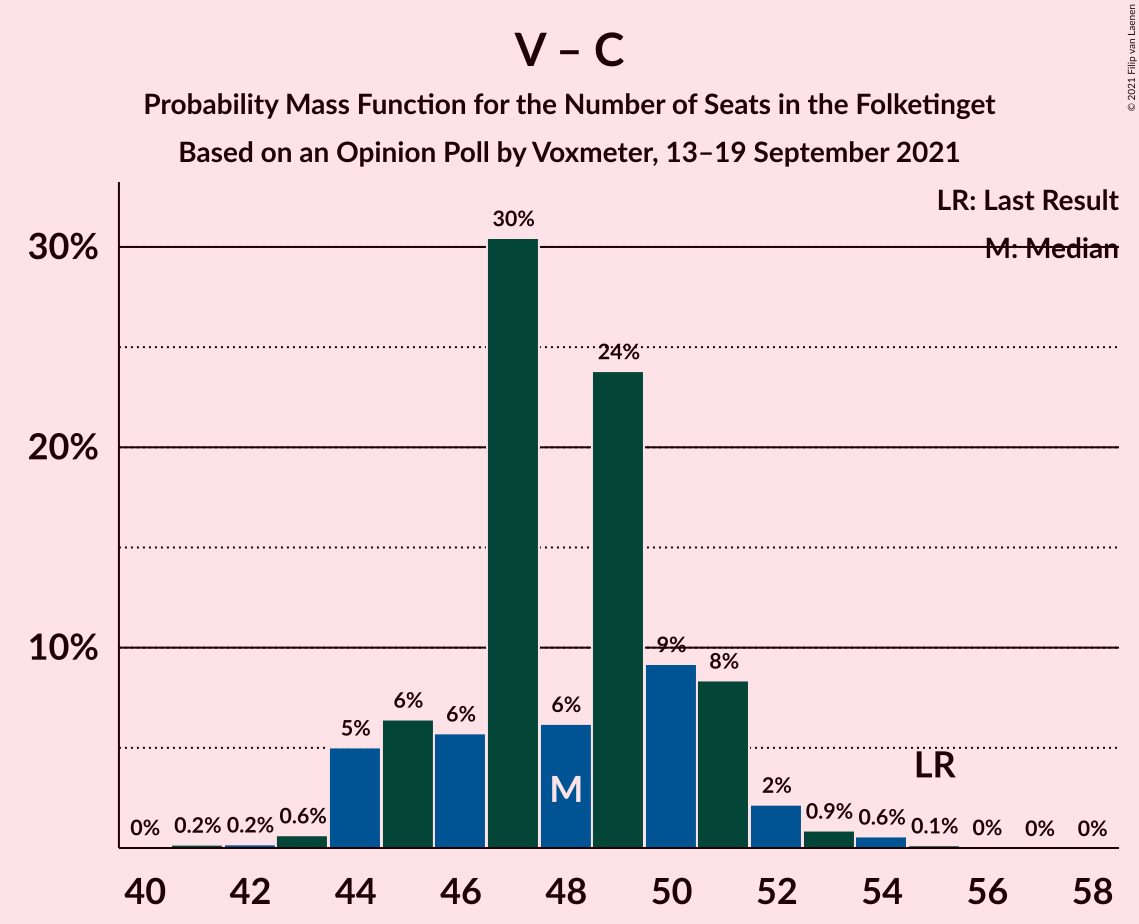 V – C
Probability Mass Function for the Number of Seats in the Folketinget
Based on an Opinion Poll by Voxmeter, 13–19 September 2021
© 2021 Filip van Laenen
LR: Last Result
M: Median
30%
20%
10%
0%
0.2%
0.2%
0.6%
5%
6%
6%
30%
6%
24%
9%
8%
2%
0.9%
0.6%
0.1%
0%
0%
0%
M
LR
40 42 44 46 48 50 52 54 56 58